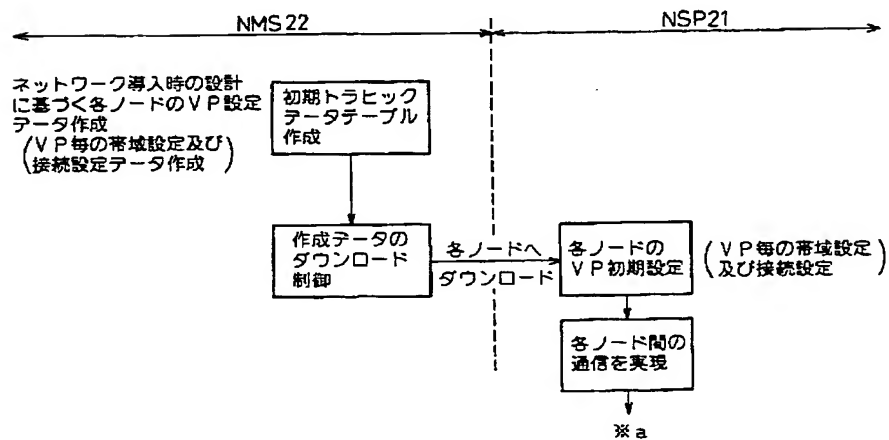 NMS22
NSP21
ネットワーク導入時の設計
に基づく各ノードのVP設定
データ作成
(VP毎の帯域設定及び
接続設定データ作成)
初期トラヒック
データテーブル
作成
作成データの
ダウンロード
制御
各ノードへ
ダウンロード
各ノードの
VP初期設定
(VP毎の帯域設定
及び接続設定)
各ノード間の
通信を実現
※a